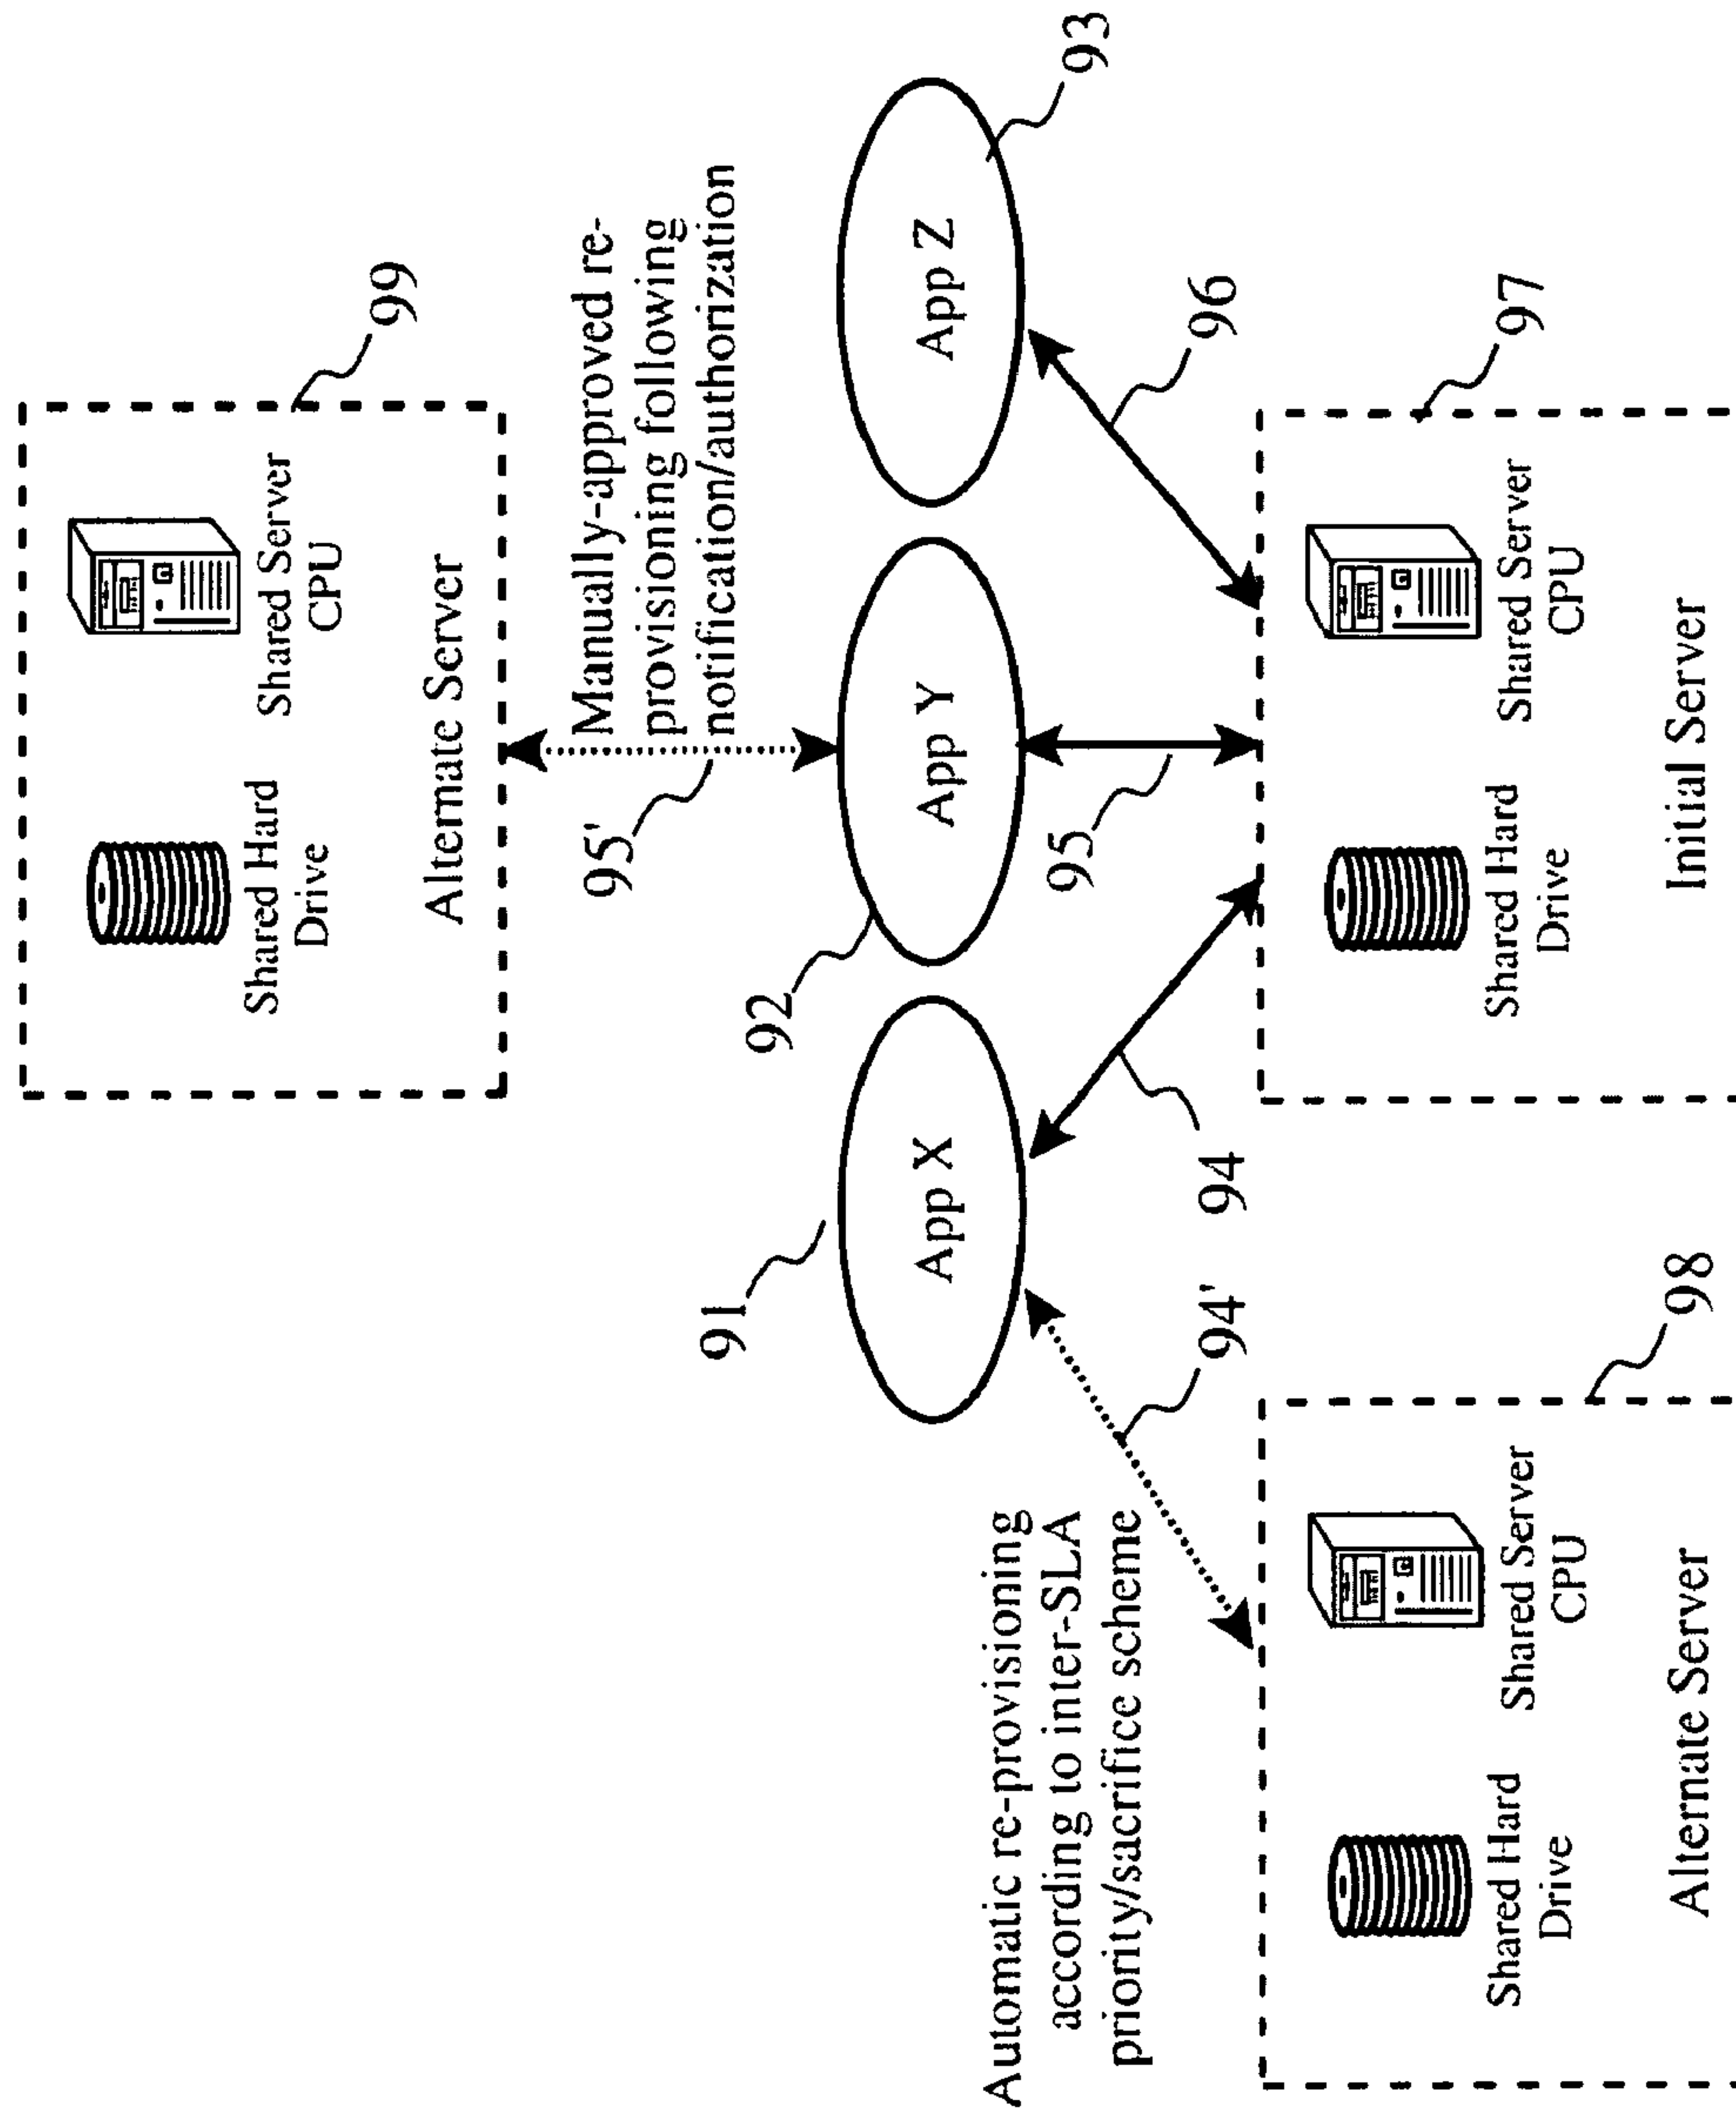 99
Shared Hard
Drive
Shared Server
CPU
Alternate Server
95'
Manually-approved re-
provisioning following
notification/authorization
91
92
App X
App Y
App Z
93
Automatic re-provisioning
according to inter-SLA
priority/sacrifice scheme
94'
94
95
96
98
Shared Hard
Drive
Shared Server
CPU
Alternate Server
97
Shared Hard
Drive
Shared Server
CPU
Initial Server